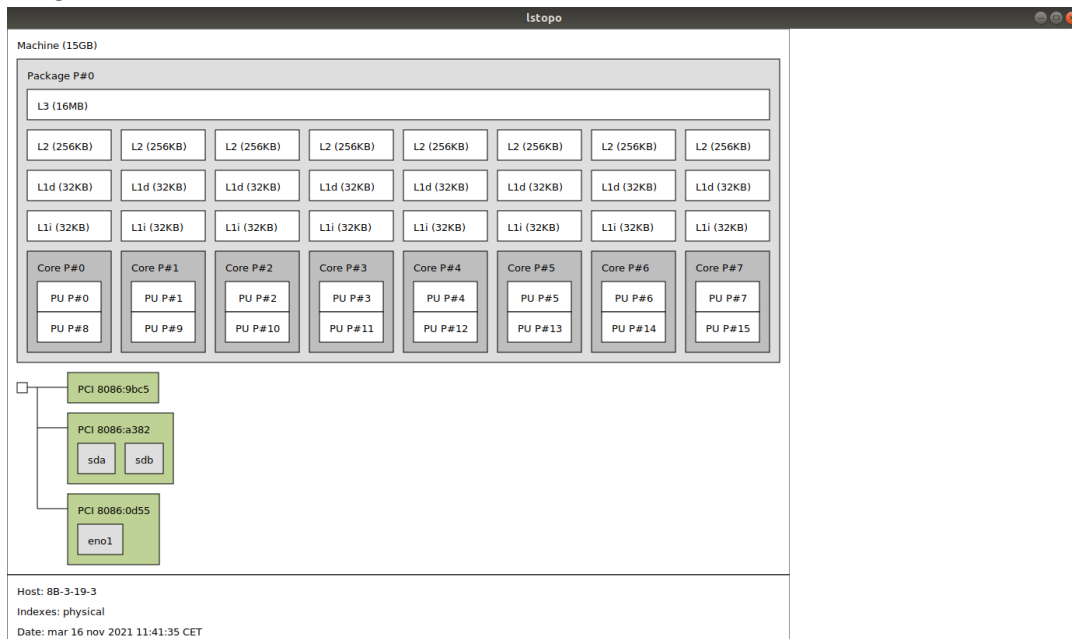 lstopo
Machine (15GB)
Package P#0
L3 (16MB)
L2 (256KB) L2 (256KB) L2 (256KB) L2 (256KB) L2 (256KB) L2 (256KB) L2 (256KB) L2 (256KB)
L1d (32KB) L1d (32KB) L1d (32KB) L1d (32KB) L1d (32KB) L1d (32KB) L1d (32KB) L1d (32KB)
L1i (32KB) L1i (32KB) L1i (32KB) L1i (32KB) L1i (32KB) L1i (32KB) L1i (32KB) L1i (32KB)
Core P#0 Core P#1 Core P#2 Core P#3 Core P#4 Core P#5 Core P#6 Core P#7
PU P#0 PU P#1 PU P#2 PU P#3 PU P#4 PU P#5 PU P#6 PU P#7
PU P#8 PU P#9 PU P#10 PU P#11 PU P#12 PU P#13 PU P#14 PU P#15
PCI 8086:9bc5
PCI 8086:a382
sda sdb
PCI 8086:0d55
eno1
Host: 8B-3-19-3
Indexes: physical
Date: mar 16 nov 2021 11:41:35 CET